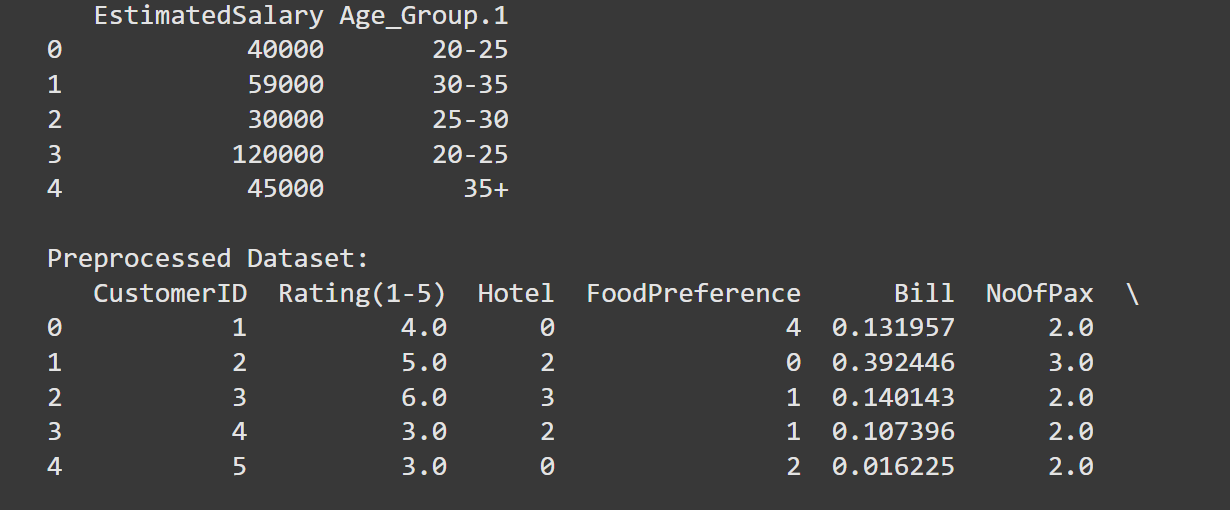 EstimatedSalary Age_Group.1
0            40000       20-25
1            59000       30-35
2            30000       25-30
3           120000       20-25
4            45000         35+

Preprocessed Dataset:
   CustomerID  Rating(1-5)  Hotel  FoodPreference      Bill  NoOfPax  \
0           1          4.0      0               4  0.131957      2.0
1           2          5.0      2               0  0.392446      3.0
2           3          6.0      3               1  0.140143      2.0
3           4          3.0      2               1  0.107396      2.0
4           5          3.0      0               2  0.016225      2.0